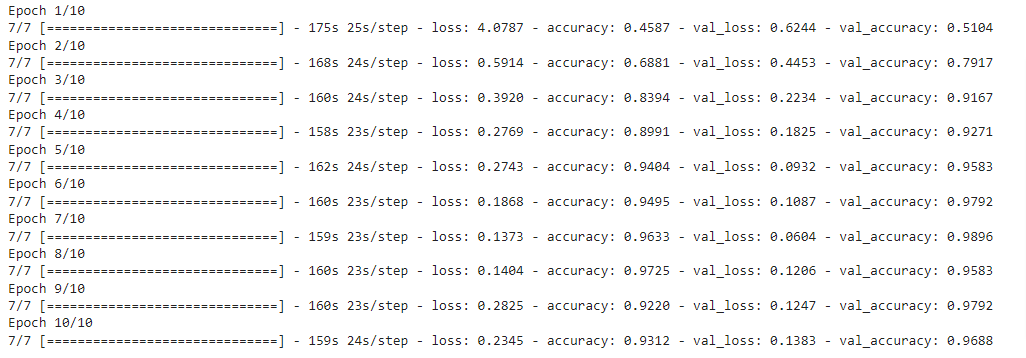 Epoch 1/10
7/7 [==============================] - 175s 25s/step - loss: 4.0787 - accuracy: 0.4587 - val_loss: 0.6244 - val_accuracy: 0.5104
Epoch 2/10
7/7 [==============================] - 168s 24s/step - loss: 0.5914 - accuracy: 0.6881 - val_loss: 0.4453 - val_accuracy: 0.7917
Epoch 3/10
7/7 [==============================] - 160s 24s/step - loss: 0.3920 - accuracy: 0.8394 - val_loss: 0.2234 - val_accuracy: 0.9167
Epoch 4/10
7/7 [==============================] - 158s 23s/step - loss: 0.2769 - accuracy: 0.8991 - val_loss: 0.1825 - val_accuracy: 0.9271
Epoch 5/10
7/7 [==============================] - 162s 24s/step - loss: 0.2743 - accuracy: 0.9404 - val_loss: 0.0932 - val_accuracy: 0.9583
Epoch 6/10
7/7 [==============================] - 160s 23s/step - loss: 0.1868 - accuracy: 0.9495 - val_loss: 0.1087 - val_accuracy: 0.9792
Epoch 7/10
7/7 [==============================] - 159s 23s/step - loss: 0.1373 - accuracy: 0.9633 - val_loss: 0.0604 - val_accuracy: 0.9896
Epoch 8/10
7/7 [==============================] - 160s 23s/step - loss: 0.1404 - accuracy: 0.9725 - val_loss: 0.1206 - val_accuracy: 0.9583
Epoch 9/10
7/7 [==============================] - 160s 23s/step - loss: 0.2825 - accuracy: 0.9220 - val_loss: 0.1247 - val_accuracy: 0.9792
Epoch 10/10
7/7 [==============================] - 159s 24s/step - loss: 0.2345 - accuracy: 0.9312 - val_loss: 0.1383 - val_accuracy: 0.9688